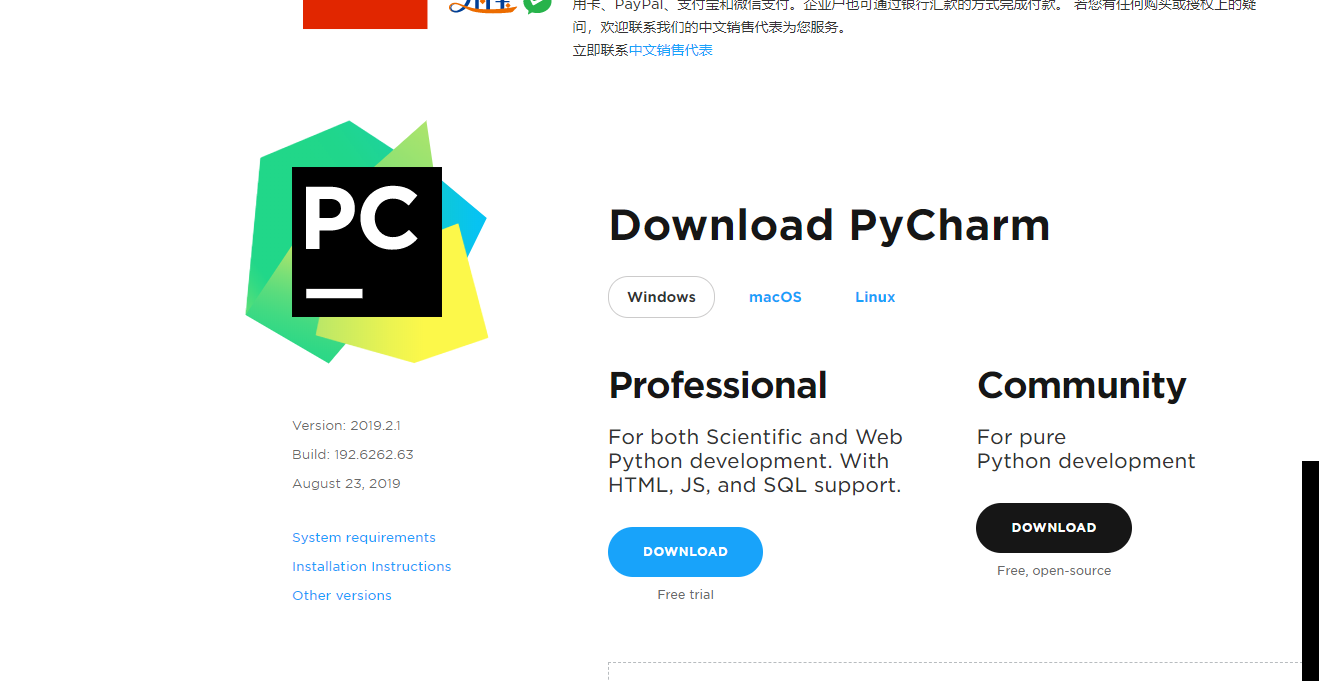 用卡、PayPal、支付宝和微信支付。企业户也可通过银行汇款的方式完成付款。 若您有任何购买或授权上的疑
问，欢迎联系我们的中文销售代表为您服务。
立即联系中文销售代表
PC
Download PyCharm
Windows macOS Linux
Professional
For both Scientific and Web
Python development. With
HTML, JS, and SQL support.
DOWNLOAD
Free trial
Community
For pure
Python development
DOWNLOAD
Free, open-source
Version: 2019.2.1
Build: 192.6262.63
August 23, 2019
System requirements
Installation Instructions
Other versions